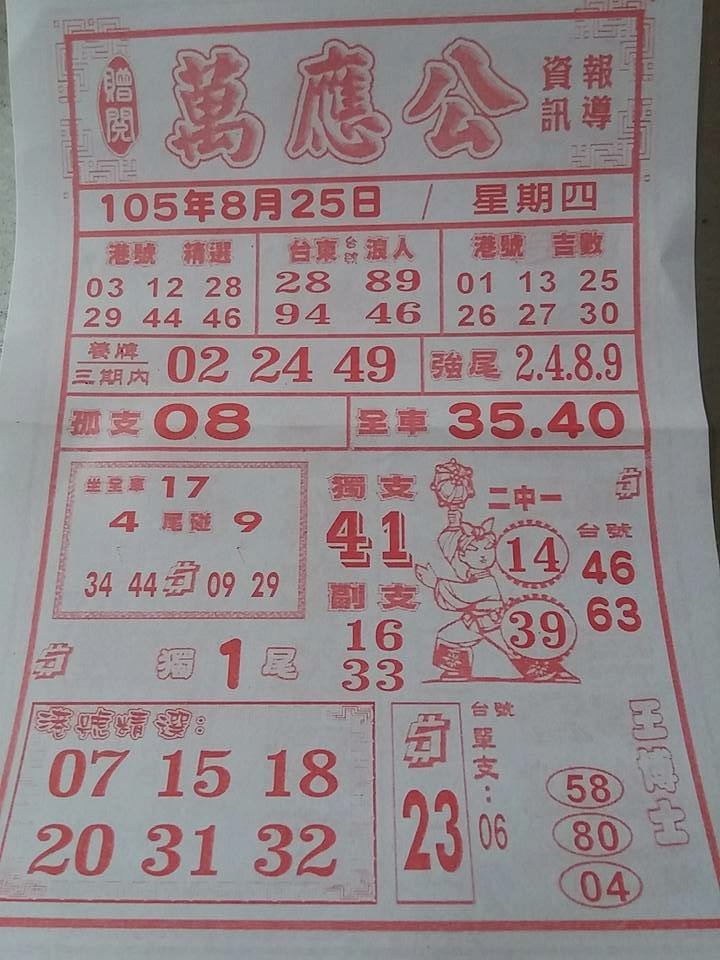 贈閱
萬應公
資訊
報導
105年8月25日 / 星期四
港號 精選
03 12 28
29 44 46
台東台號浪人
28 89
94 46
港號 吉數
01 13 25
26 27 30
養牌
三期內
02 24 49
強尾 2.4.8.9
孤支 08
全車 35.40
坐全車 17
4 尾碰 9
34 44 09 29
獨 1 尾
獨支
41
副支
16
33
二中一
14
39
台號
46
63
港號精選:
07 15 18
20 31 32
23
台號
單支:06
58
80
04
王博士